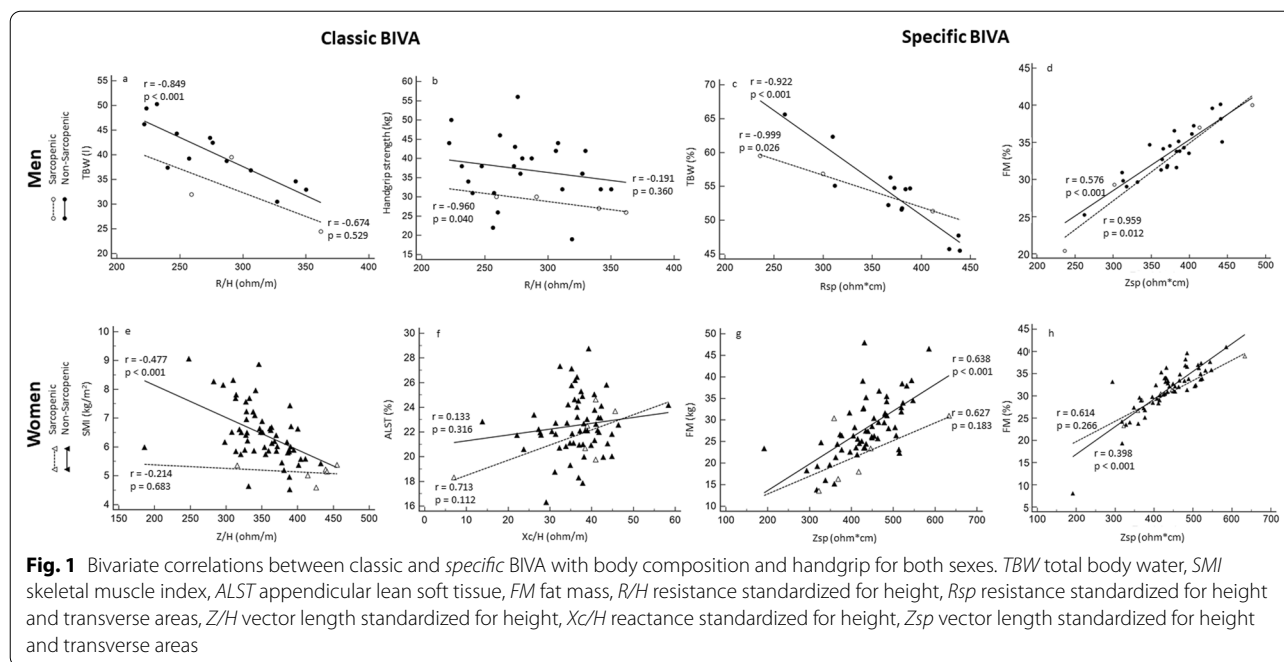 Classic BIVA
Specific BIVA
Men
Sarcopenic
Non-Sarcopenic
a
r = -0.849
p < 0.001
r = -0.674
p = 0.529
TBW (l)
55
50
45
40
35
30
25
20
200
250
300
350
400
R/H (ohm/m)
b
r = -0.191
p = 0.360
r = -0.960
p = 0.040
Handgrip strength (kg)
60
55
50
45
40
35
30
25
20
15
10
200
250
300
350
400
R/H (ohm/m)
c
r = -0.922
p < 0.001
r = -0.999
p = 0.026
TBW (%)
70
65
60
55
50
45
200
250
300
350
400
450
Rsp (ohm*cm)
d
r = 0.576
p < 0.001
r = 0.959
p = 0.012
FM (%)
45
40
35
30
25
20
200
250
300
350
400
450
500
Zsp (ohm*cm)
Women
Sarcopenic
Non-Sarcopenic
e
r = -0.477
p < 0.001
r = -0.214
p = 0.683
SMI (kg/m²)
10
9
8
7
6
5
4
150
200
250
300
350
400
450
500
Z/H (ohm/m)
f
r = 0.133
p = 0.316
r = 0.713
p = 0.112
ALST (%)
30
28
26
24
22
20
18
16
0
10
20
30
40
50
60
Xc/H (ohm/m)
g
r = 0.638
p < 0.001
r = 0.627
p = 0.183
FM (kg)
50
45
40
35
30
25
20
15
10
100
200
300
400
500
600
700
Zsp (ohm*cm)
h
r = 0.614
p = 0.266
r = 0.398
p < 0.001
FM (%)
45
40
35
30
25
20
15
10
5
100
200
300
400
500
600
700
Zsp (ohm*cm)
Fig. 1 Bivariate correlations between classic and specific BIVA with body composition and handgrip for both sexes. TBW total body water, SMI
skeletal muscle index, ALST appendicular lean soft tissue, FM fat mass, R/H resistance standardized for height, Rsp resistance standardized for height
and transverse areas, Z/H vector length standardized for height, Xc/H reactance standardized for height, Zsp vector length standardized for height
and transverse areas